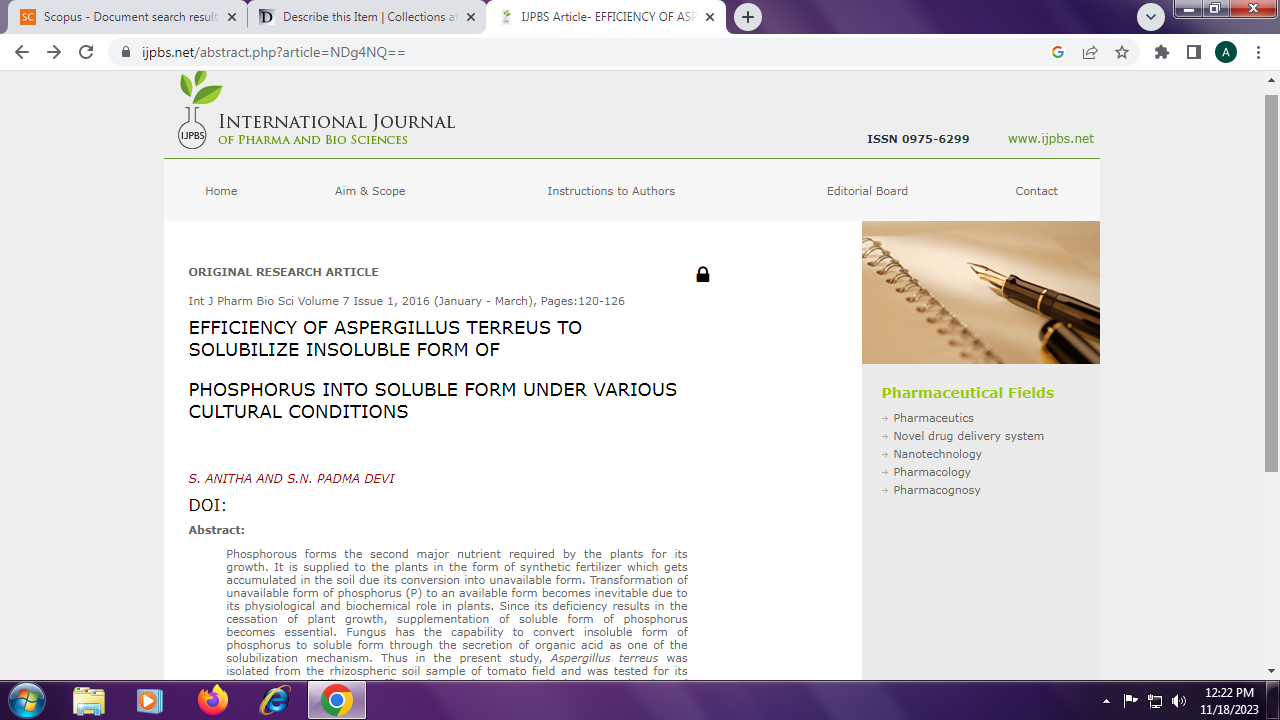 Scopus - Document search result
Describe this Item | Collections at
IJPBS Article- EFFICIENCY OF ASP
ijpbs.net/abstract.php?article=NDg4NQ==
A
IJPBS
INTERNATIONAL JOURNAL
OF PHARMA AND BIO SCIENCES
ISSN 0975-6299
www.ijpbs.net
Home
Aim & Scope
Instructions to Authors
Editorial Board
Contact
ORIGINAL RESEARCH ARTICLE
Int J Pharm Bio Sci Volume 7 Issue 1, 2016 (January - March), Pages:120-126
EFFICIENCY OF ASPERGILLUS TERREUS TO
SOLUBILIZE INSOLUBLE FORM OF
PHOSPHORUS INTO SOLUBLE FORM UNDER VARIOUS
CULTURAL CONDITIONS
S. ANITHA AND S.N. PADMA DEVI
DOI:
Abstract:
Phosphorous forms the second major nutrient required by the plants for its
growth. It is supplied to the plants in the form of synthetic fertilizer which gets
accumulated in the soil due its conversion into unavailable form. Transformation of
unavailable form of phosphorus (P) to an available form becomes inevitable due to
its physiological and biochemical role in plants. Since its deficiency results in the
cessation of plant growth, supplementation of soluble form of phosphorus
becomes essential. Fungus has the capability to convert insoluble form of
phosphorus to soluble form through the secretion of organic acid as one of the
solubilization mechanism. Thus in the present study, Aspergillus terreus was
isolated from the rhizospheric soil sample of tomato field and was tested for its
Pharmaceutical Fields
Pharmaceutics
Novel drug delivery system
Nanotechnology
Pharmacology
Pharmacognosy
12:22 PM
11/18/2023